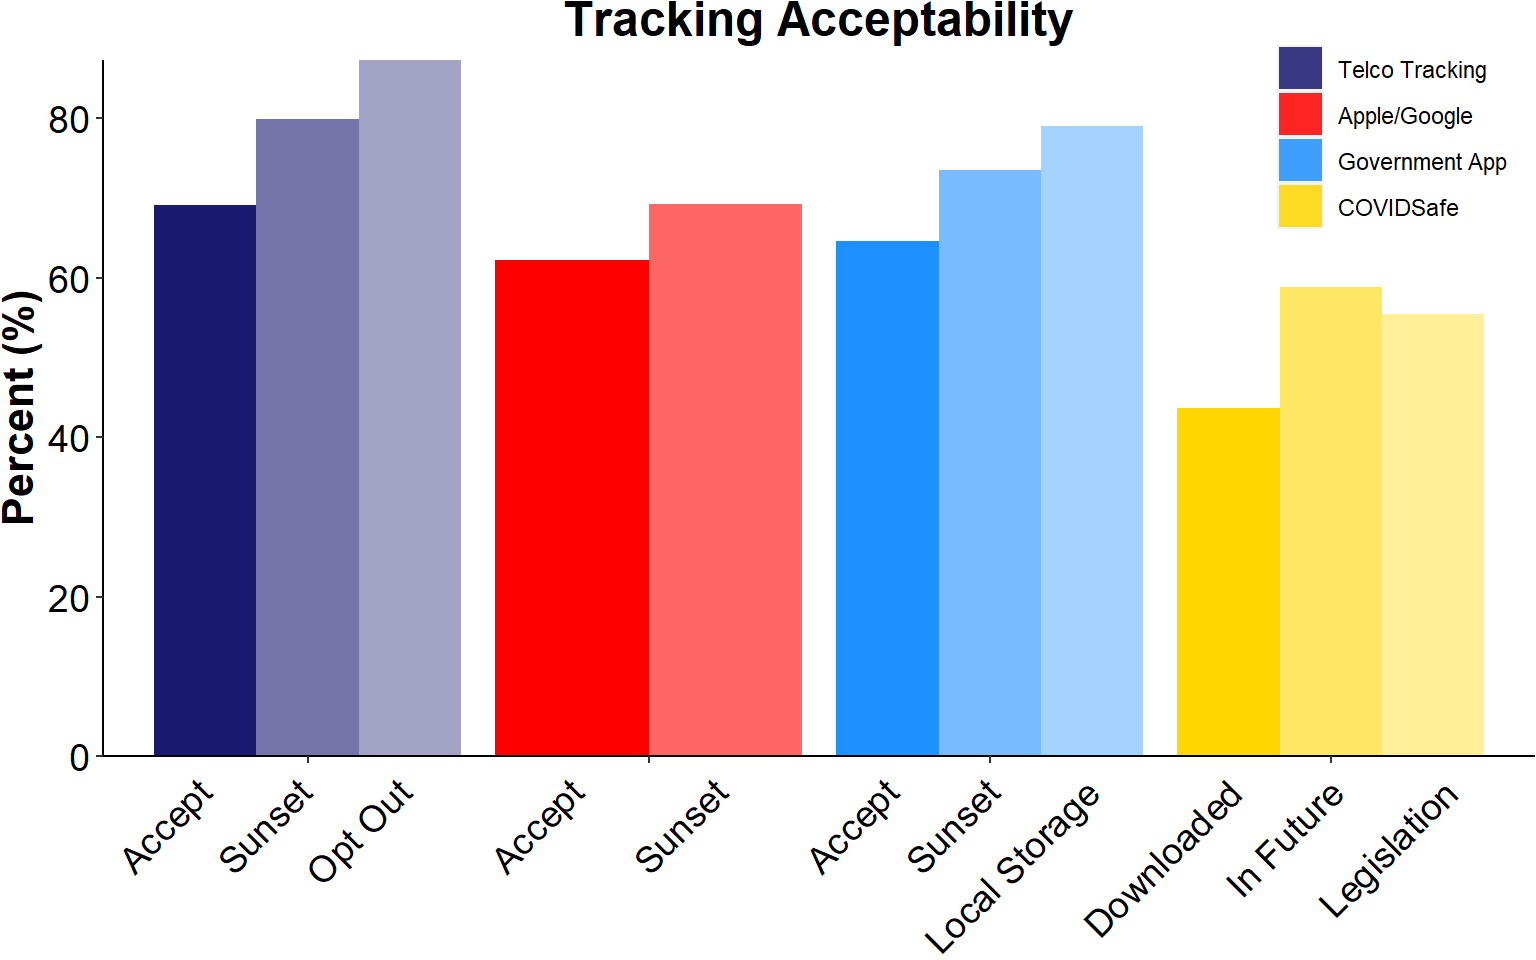 Tracking Acceptability
Telco Tracking
Apple/Google
Government App
COVIDSafe
Percent (%)
80
60
40
20
0
Accept
Sunset
Opt Out
Accept
Sunset
Accept
Sunset
Local Storage
Downloaded
In Future
Legislation